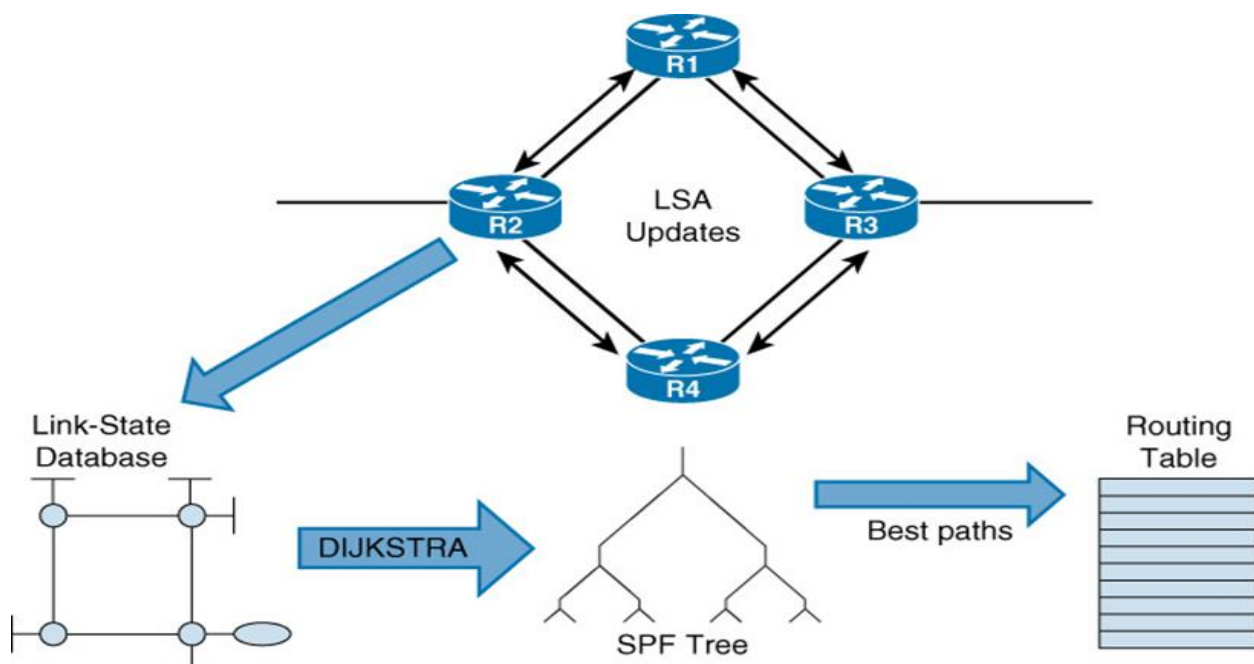 R1
R2
LSA
Updates
R3
R4
Link-State
Database
DIJKSTRA
SPF Tree
Best paths
Routing
Table